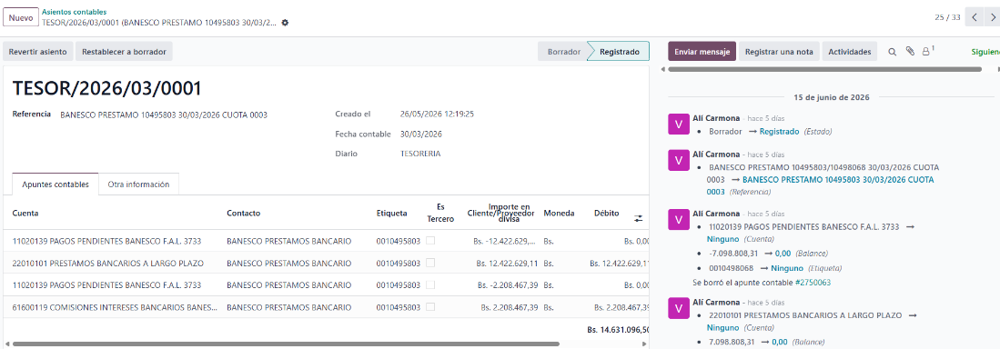 Nuevo
Asientos contables
TESOR/2026/03/0001 (BANESCO PRESTAMO 10495803 30/03/2...
25 / 33
Revertir asiento
Restablecer a borrador
Borrador
Registrado
Enviar mensaje
Registrar una nota
Actividades
1
Siguien
TESOR/2026/03/0001
Referencia BANESCO PRESTAMO 10495803 30/03/2026 CUOTA 0003
Creado el 26/05/2026 12:19:25
Fecha contable 30/03/2026
Diario TESORERIA
Apuntes contables
Otra información
Cuenta Contacto Etiqueta Es Tercero Cliente/Proveedor Importe en divisa Moneda Débito
11020139 PAGOS PENDIENTES BANESCO F.A.L. 3733 BANESCO PRESTAMOS BANCARIO 0010495803 Bs. -12.422.629,... Bs. Bs. 0,00
22010101 PRESTAMOS BANCARIOS A LARGO PLAZO BANESCO PRESTAMOS BANCARIO 0010495803 Bs. 12.422.629,11 Bs. Bs. 12.422.629,11
11020139 PAGOS PENDIENTES BANESCO F.A.L. 3733 BANESCO PRESTAMOS BANCARIO 0010495803 Bs. -2.208.467,39 Bs. Bs. 0,00
61600119 COMISIONES INTERESES BANCARIOS BANES... BANESCO PRESTAMOS BANCARIO 0010495803 Bs. 2.208.467,39 Bs. Bs. 2.208.467,39
Bs. 14.631.096,50
15 de junio de 2026
V
Alí Carmona - hace 5 días
Borrador → Registrado (Estado)
V
Alí Carmona - hace 5 días
BANESCO PRESTAMO 10495803/10498068 30/03/2026 CUOTA
0003 → BANESCO PRESTAMO 10495803 30/03/2026 CUOTA
0003 (Referencia)
V
Alí Carmona - hace 5 días
11020139 PAGOS PENDIENTES BANESCO F.A.L. 3733 →
Ninguno (Cuenta)
-7.098.808,31 → 0,00 (Balance)
0010498068 → Ninguno (Etiqueta)
Se borró el apunte contable #2750063
V
Alí Carmona - hace 5 días
22010101 PRESTAMOS BANCARIOS A LARGO PLAZO →
Ninguno (Cuenta)
7.098.808,31 → 0,00 (Balance)